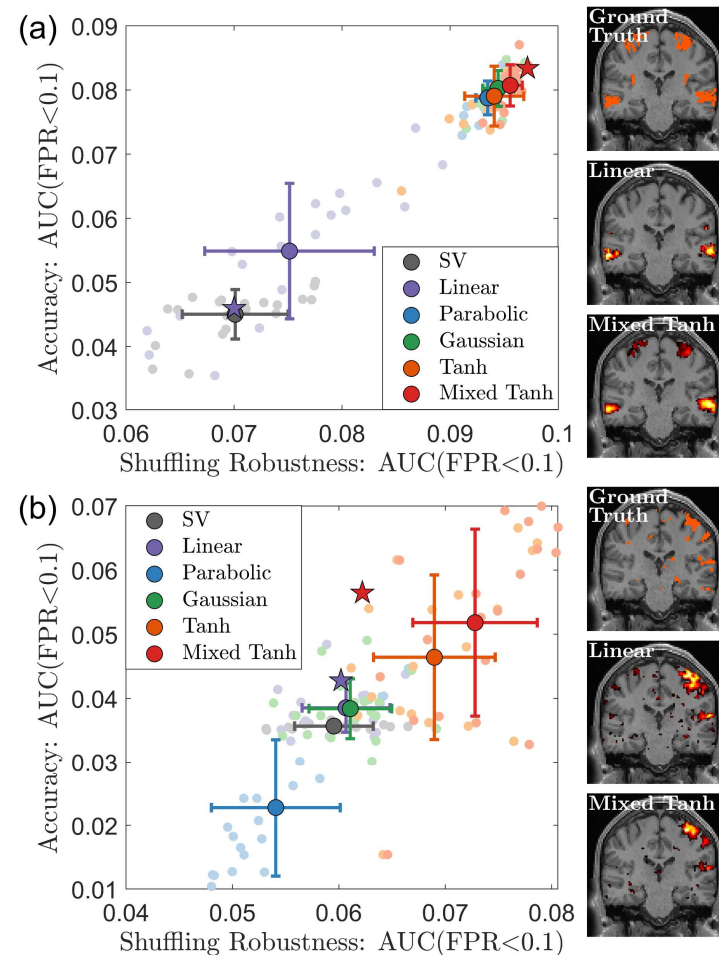 (a)
0.09
0.08
0.07
0.06
0.05
0.04
0.03
Accuracy: AUC(FPR<0.1)
SV
Linear
Parabolic
Gaussian
Tanh
Mixed Tanh
0.06 0.07 0.08 0.09 0.1
Shuffling Robustness: AUC(FPR<0.1)
Ground
Truth
Linear
Mixed Tanh
(b)
0.07
0.06
0.05
0.04
0.03
0.02
0.01
Accuracy: AUC(FPR<0.1)
SV
Linear
Parabolic
Gaussian
Tanh
Mixed Tanh
0.04 0.05 0.06 0.07 0.08
Shuffling Robustness: AUC(FPR<0.1)
Ground
Truth
Linear
Mixed Tanh